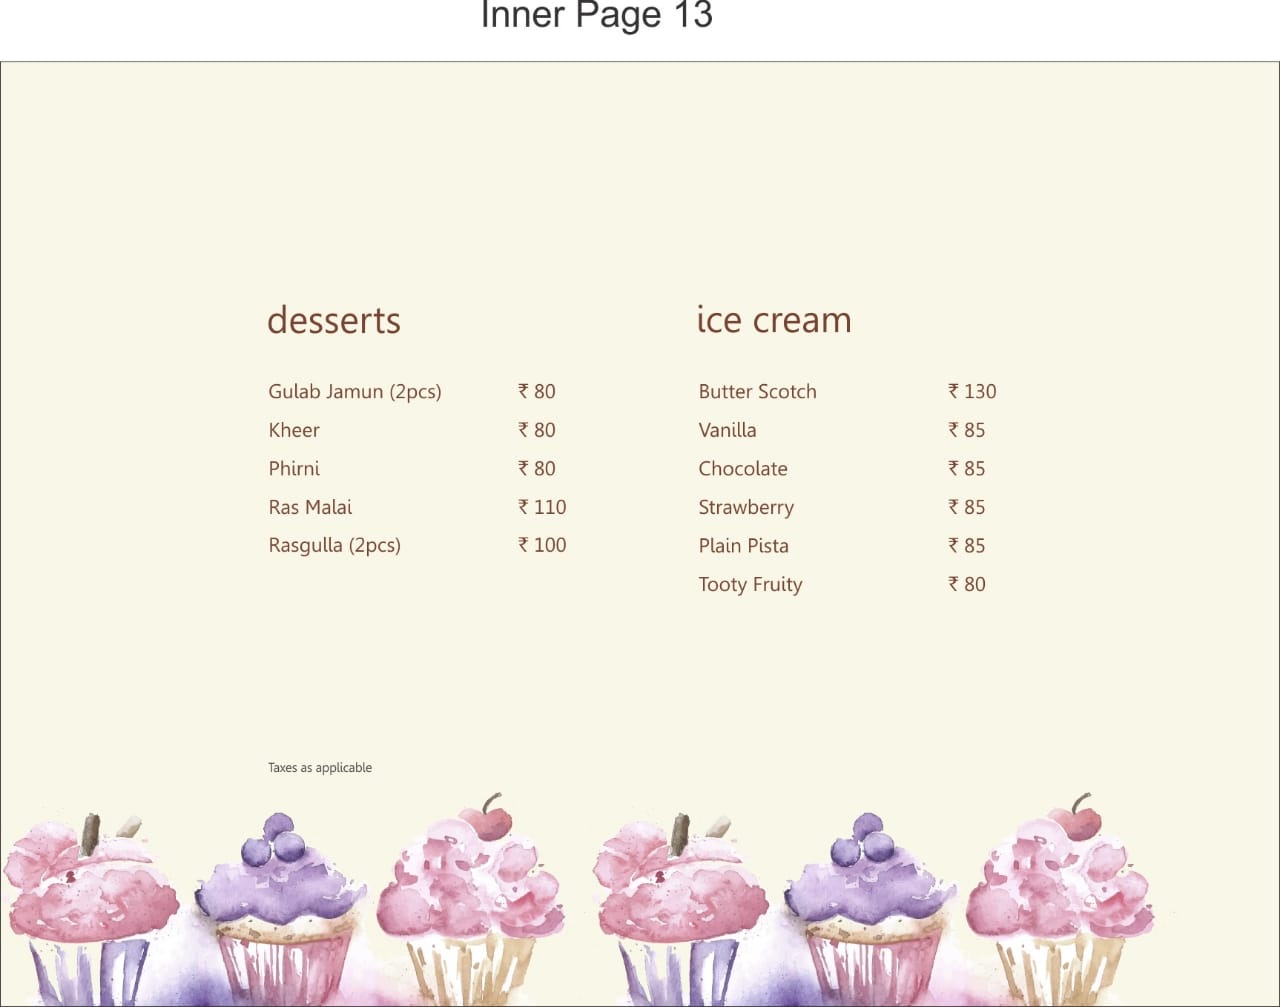 Inner Page 13
desserts
Gulab Jamun (2pcs) ₹ 80
Kheer ₹ 80
Phirni ₹ 80
Ras Malai ₹ 110
Rasgulla (2pcs) ₹ 100
ice cream
Butter Scotch ₹ 130
Vanilla ₹ 85
Chocolate ₹ 85
Strawberry ₹ 85
Plain Pista ₹ 85
Tooty Fruity ₹ 80
Taxes as applicable